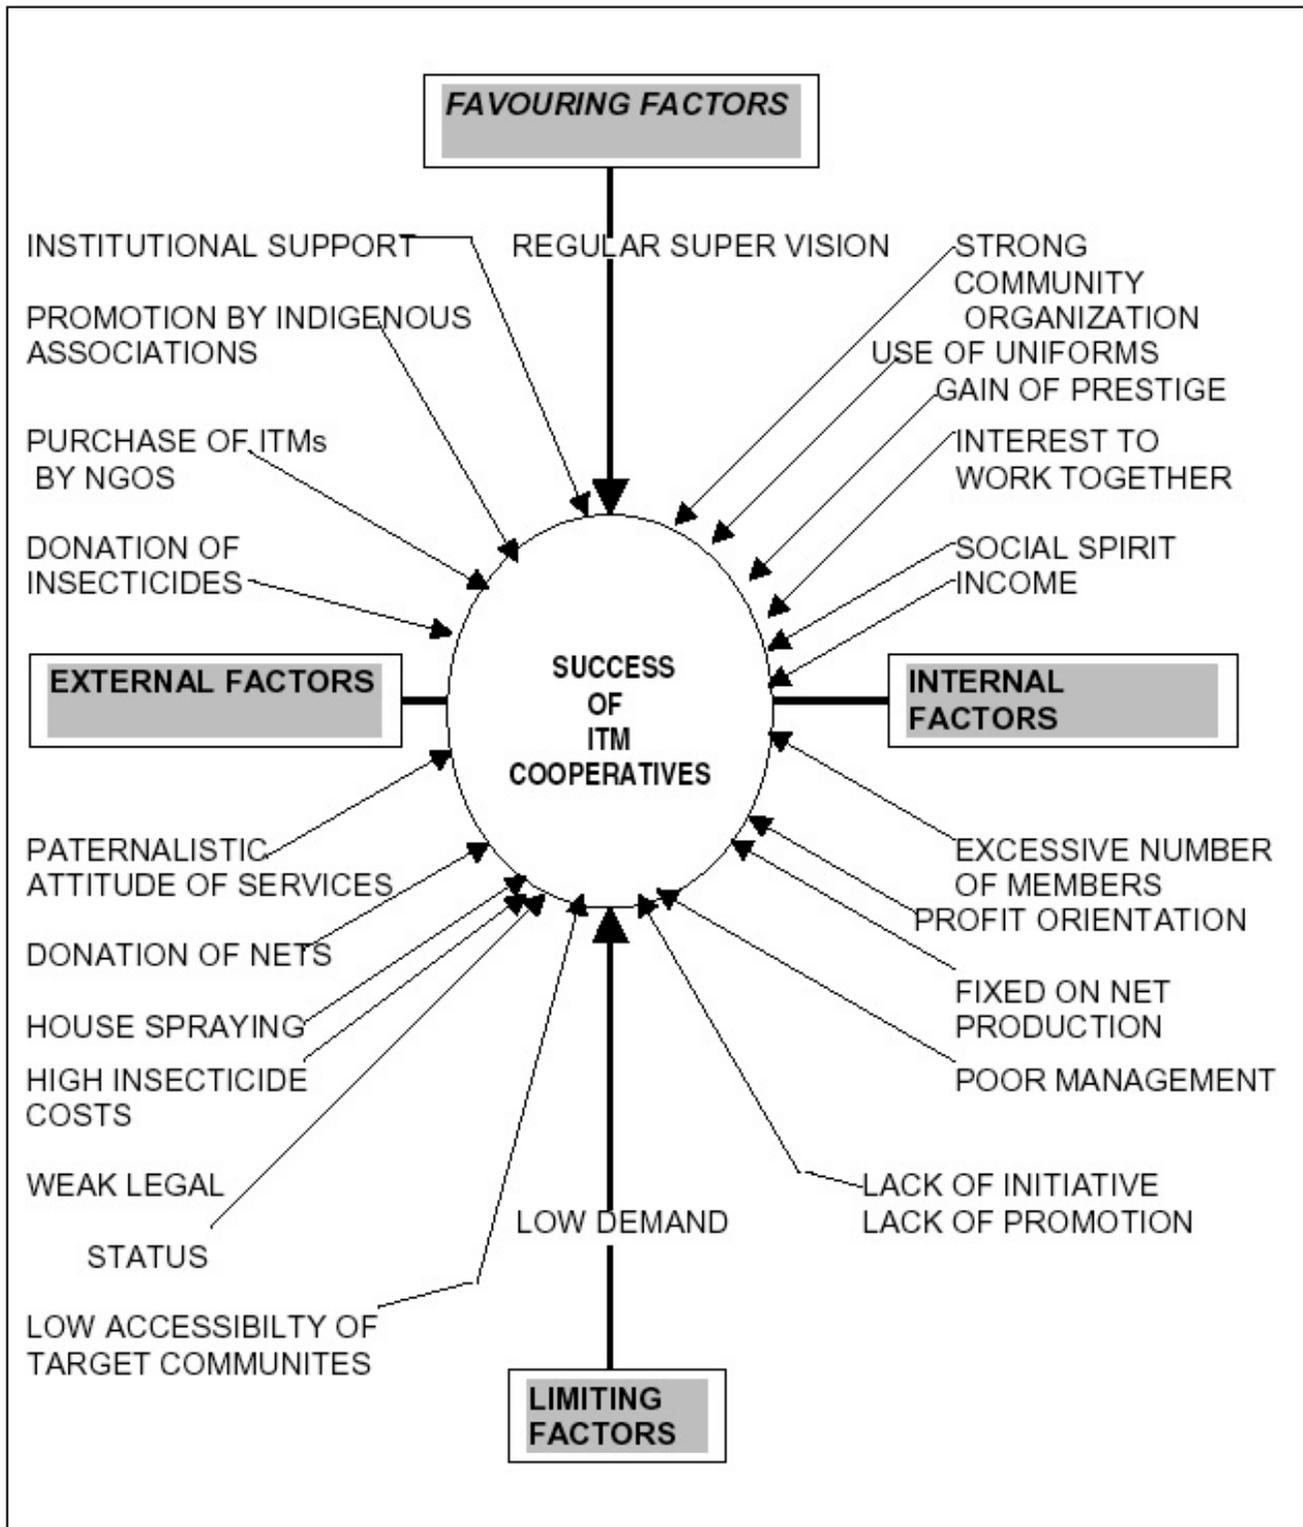 FAVOURING FACTORS
INSTITUTIONAL SUPPORT
REGULAR SUPER VISION
STRONG
COMMUNITY
ORGANIZATION
PROMOTION BY INDIGENOUS
ASSOCIATIONS
USE OF UNIFORMS
GAIN OF PRESTIGE
PURCHASE OF ITMs
BY NGOS
INTEREST TO
WORK TOGETHER
DONATION OF
INSECTICIDES
SOCIAL SPIRIT
INCOME
EXTERNAL FACTORS
SUCCESS
OF
ITM
COOPERATIVES
INTERNAL
FACTORS
PATERNALISTIC
ATTITUDE OF SERVICES
EXCESSIVE NUMBER
OF MEMBERS
PROFIT ORIENTATION
DONATION OF NETS
FIXED ON NET
PRODUCTION
HOUSE SPRAYING
HIGH INSECTICIDE
COSTS
POOR MANAGEMENT
WEAK LEGAL
STATUS
LOW DEMAND
LACK OF INITIATIVE
LACK OF PROMOTION
LOW ACCESSIBILTY OF
TARGET COMMUNITES
LIMITING
FACTORS